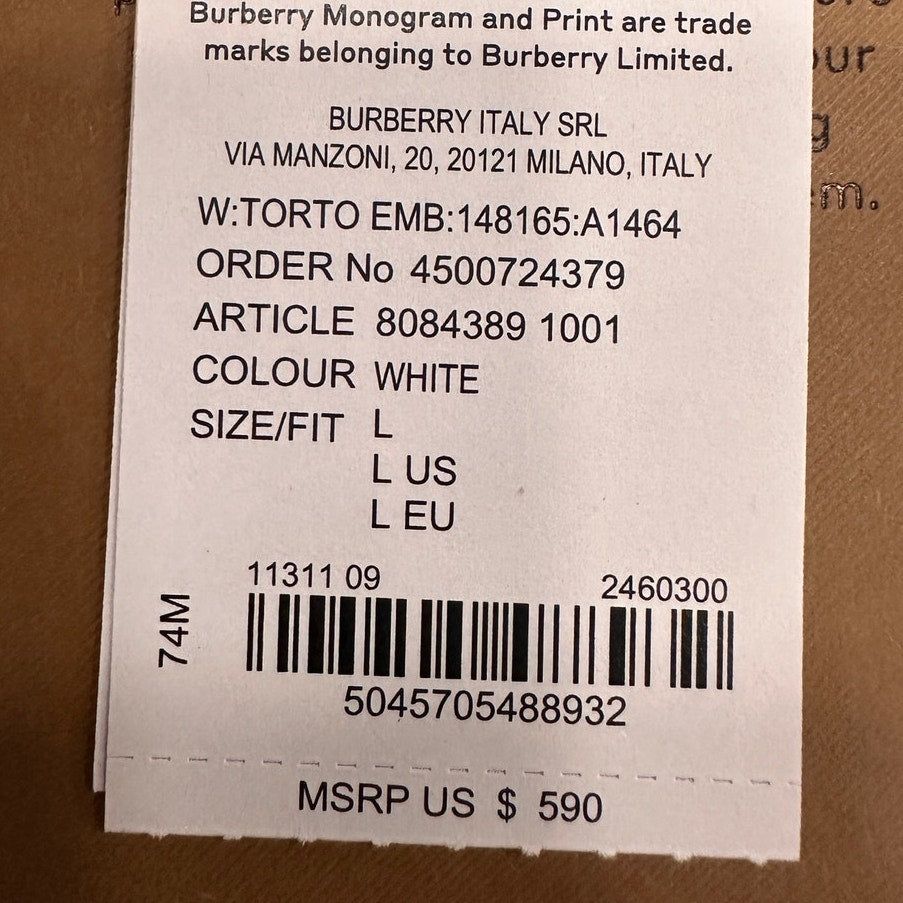 Burberry Monogram and Print are trade
marks belonging to Burberry Limited.
BURBERRY ITALY SRL
VIA MANZONI, 20, 20121 MILANO, ITALY
W:TORTO EMB:148165:A1464
ORDER No 4500724379
ARTICLE 8084389 1001
COLOUR WHITE
SIZE/FIT L
L US
L EU
11311 09 2460300
74M
5045705488932
MSRP US $ 590